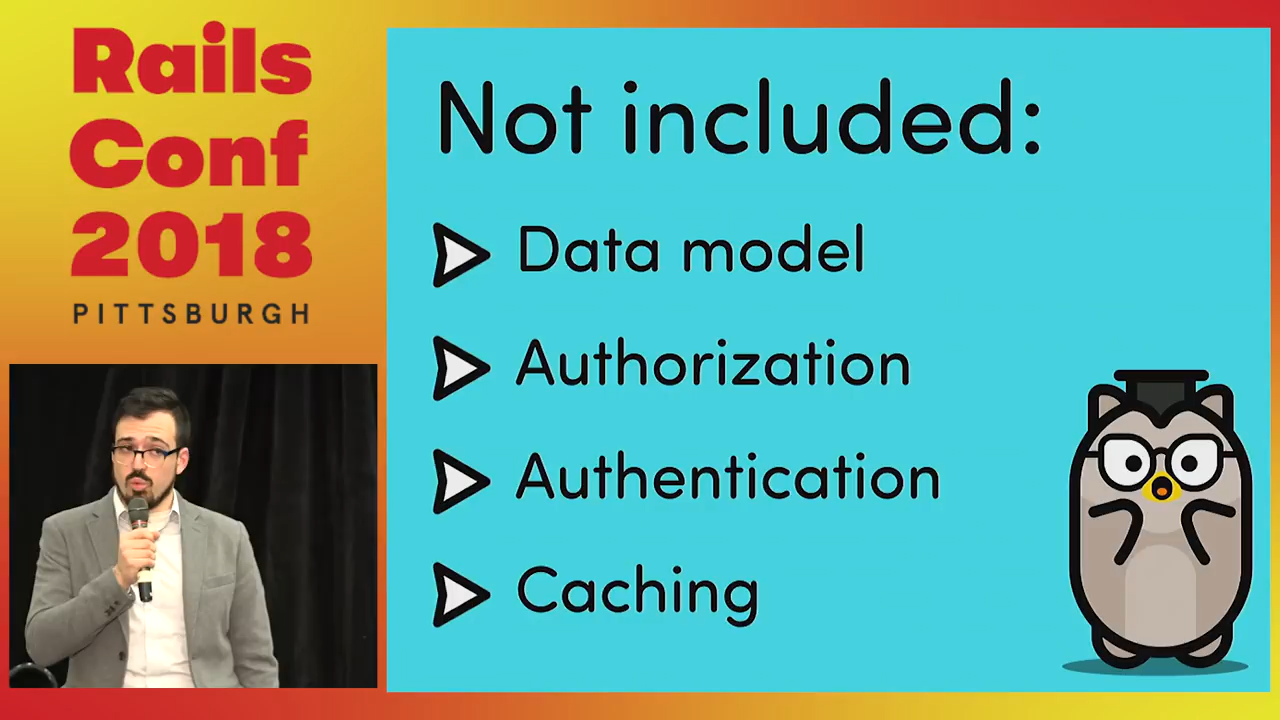 Rails
Conf
2018
PITTSBURGH
Not included:
Data model
Authorization
Authentication
Caching